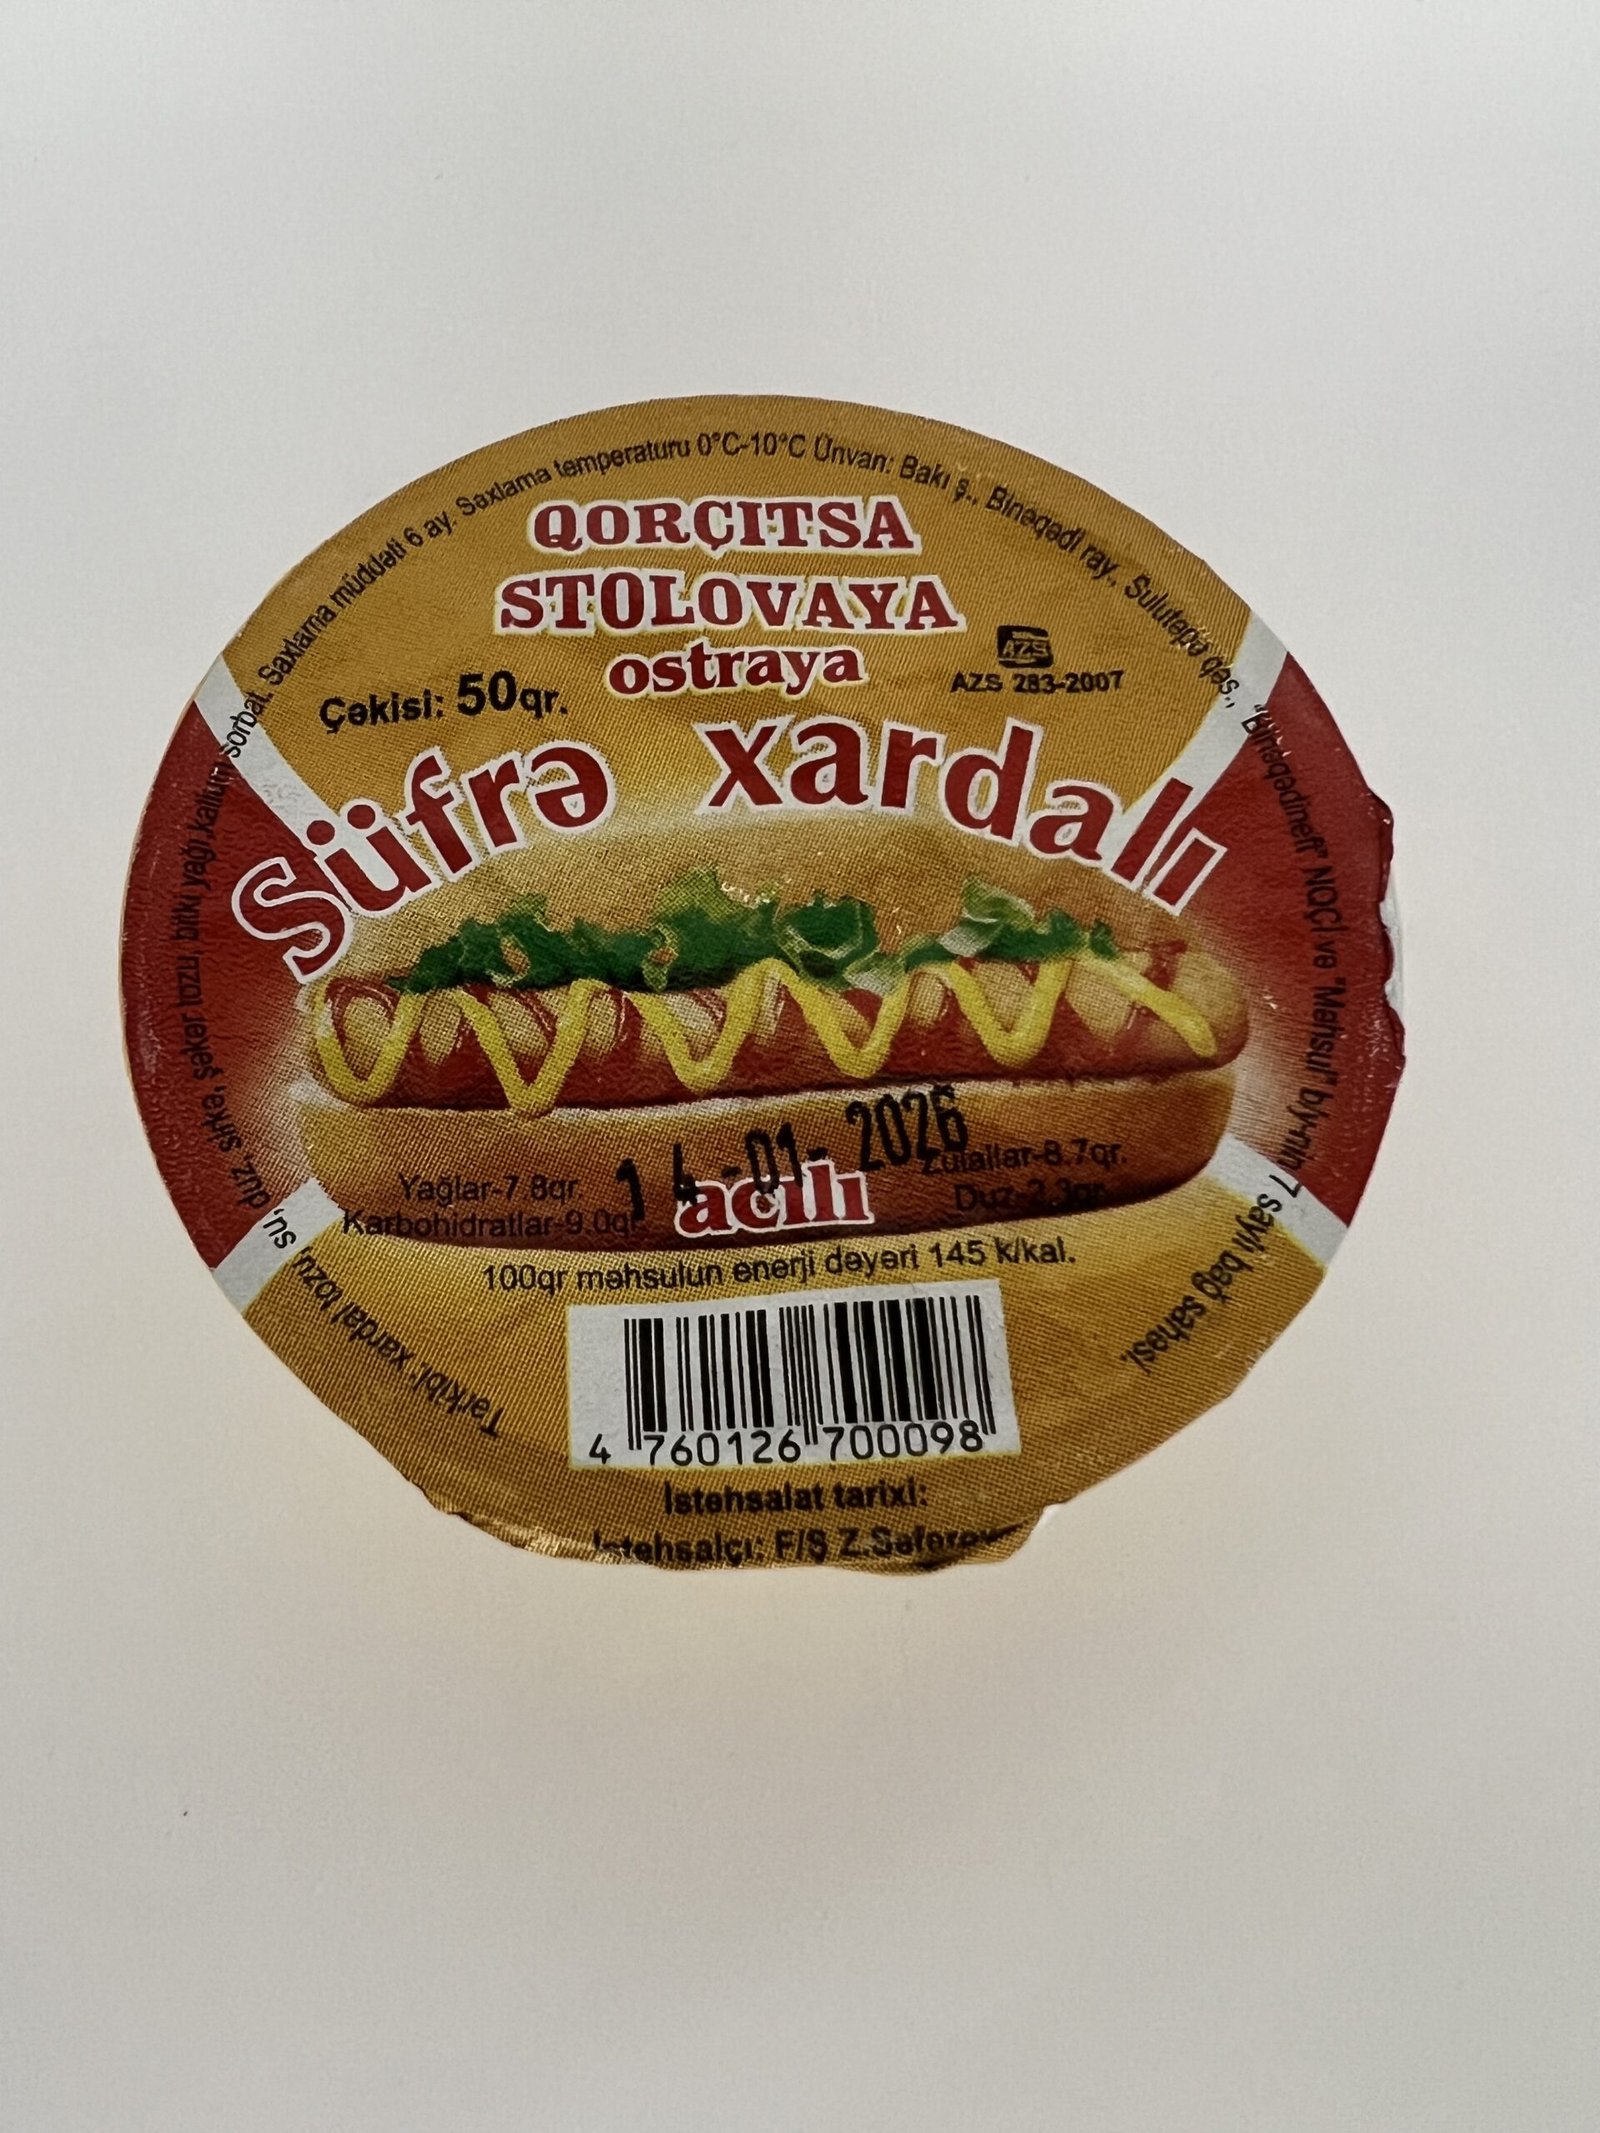 Tərkibi: xardal tozu, su, duz, sirkə, şəkər tozu, bitki yağı, kalium sorbat. Saxlama müddəti 6 ay. Saxlama temperaturu 0°C-10°C Ünvan: Bakı ş., Binəqədi ray., Sulutəpə qəs., "Binəqədineft" NQÇİ və "Məhsul" b/y-nin 7 saylı bağ sahəsi.
QORÇITSA
STOLOVAYA
ostraya
AZS
AZS 283-2007
Çəkisi: 50qr.
Süfrə xardalı
14-01-2026
Yağlar-7.8qr.
Karbohidratlar-9.0qr.
acılı
Zülallar-8.7qr.
Duz-2.3qr.
100qr məhsulun enerji dəyəri 145 k/kal.
4 760126 700098
İstehsalat tarixi:
İstehsalçı: F/Ş Z.Səfərov